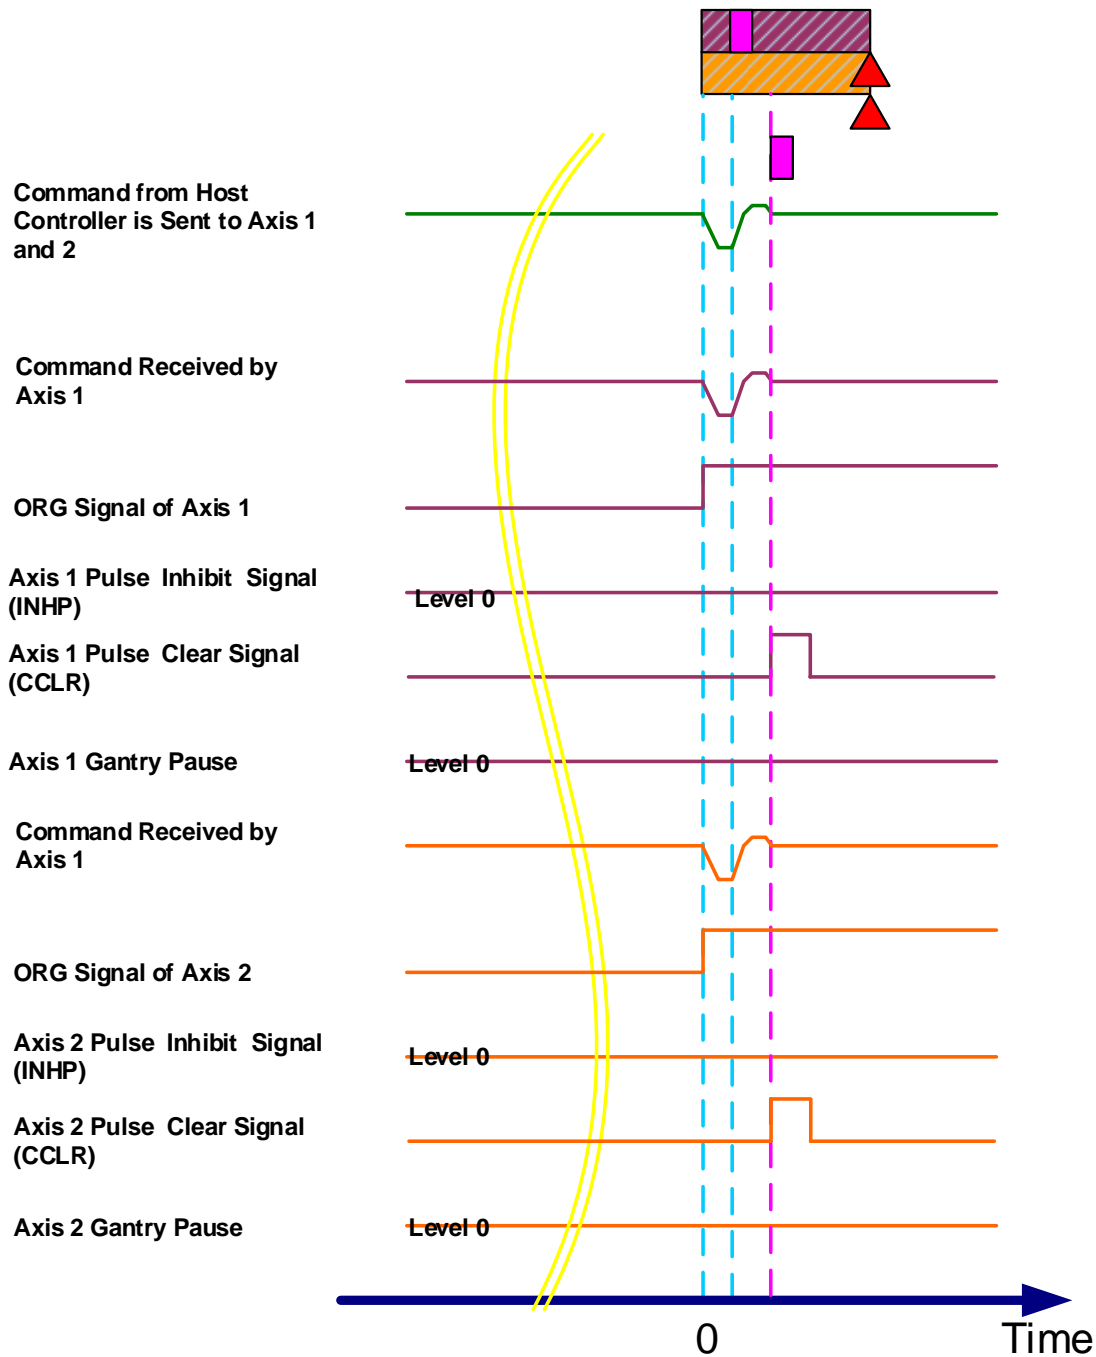 Command from Host
Controller is Sent to Axis 1
and 2
Command Received by
Axis 1
ORG Signal of Axis 1
Axis 1 Pulse Inhibit Signal
(INHP)
Level 0
Axis 1 Pulse Clear Signal
(CCLR)
Axis 1 Gantry Pause
Level 0
Command Received by
Axis 1
ORG Signal of Axis 2
Axis 2 Pulse Inhibit Signal
(INHP)
Level 0
Axis 2 Pulse Clear Signal
(CCLR)
Axis 2 Gantry Pause
Level 0
0
Time